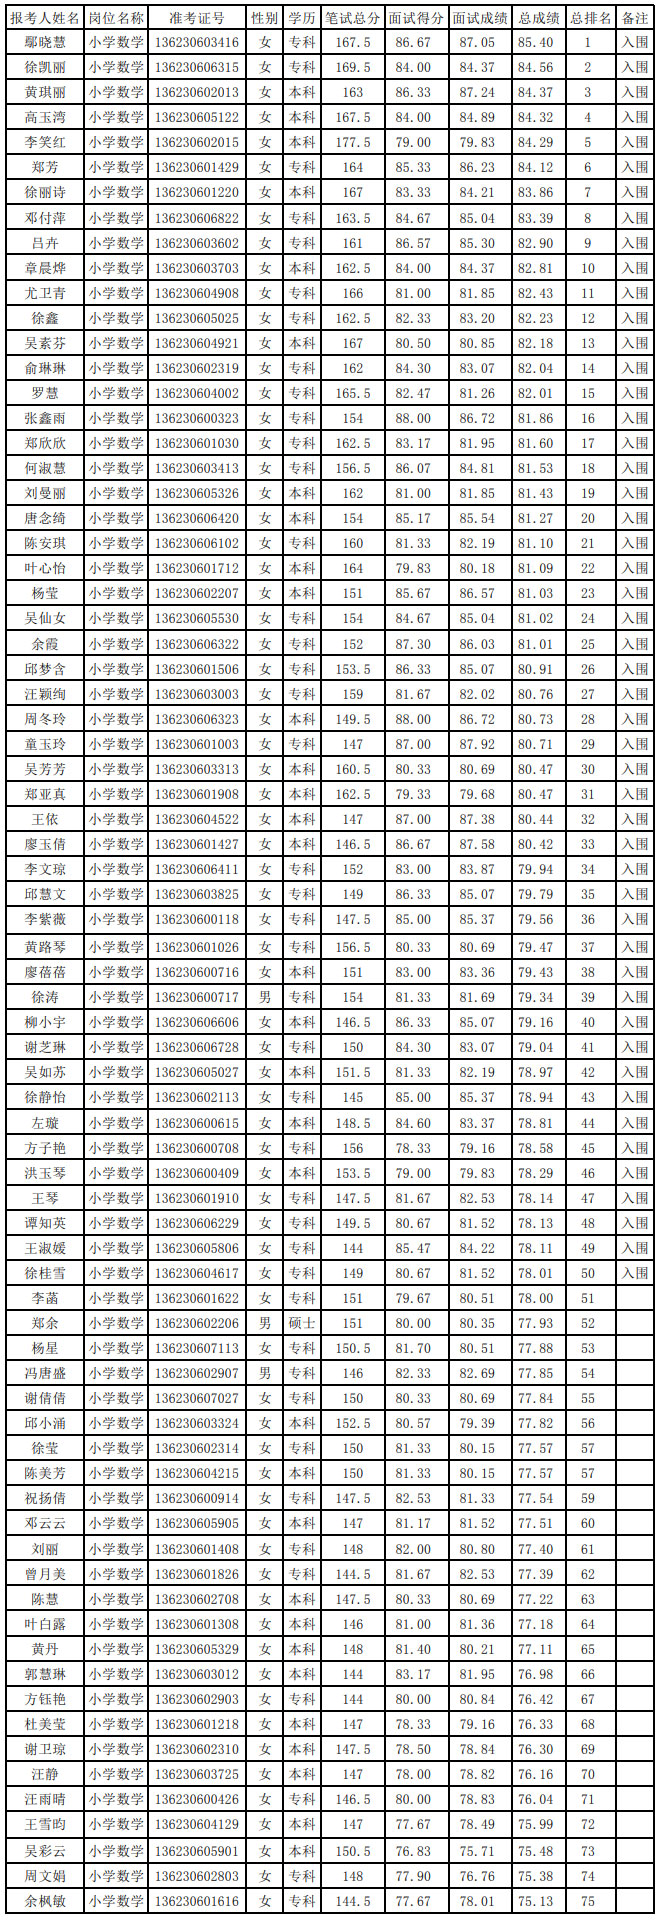 报考人姓名 岗位名称 准考证号 性别 学历 笔试总分 面试得分 面试成绩 总成绩 总排名 备注
鄢晓慧 小学数学 136230603416 女 专科 167.5 86.67 87.05 85.40 1 入围
徐凯丽 小学数学 136230606315 女 专科 169.5 84.00 84.37 84.56 2 入围
黄琪丽 小学数学 136230602013 女 本科 163 86.33 87.24 84.37 3 入围
高玉湾 小学数学 136230605122 女 本科 167.5 84.00 84.89 84.32 4 入围
李笑红 小学数学 136230602015 女 本科 177.5 79.00 79.83 84.29 5 入围
郑芳 小学数学 136230601429 女 专科 164 85.33 86.23 84.12 6 入围
徐丽诗 小学数学 136230601220 女 本科 167 83.33 84.21 83.86 7 入围
邓付萍 小学数学 136230606822 女 专科 163.5 84.67 85.04 83.39 8 入围
吕卉 小学数学 136230603602 女 专科 161 86.57 85.30 82.90 9 入围
章晨烨 小学数学 136230603703 女 本科 162.5 84.00 84.37 82.81 10 入围
尤卫青 小学数学 136230604908 女 专科 166 81.00 81.85 82.43 11 入围
徐鑫 小学数学 136230605025 女 专科 162.5 82.33 83.20 82.23 12 入围
吴素芬 小学数学 136230604921 女 本科 167 80.50 80.85 82.18 13 入围
俞琳琳 小学数学 136230602319 女 专科 162 84.30 83.07 82.04 14 入围
罗慧 小学数学 136230604002 女 专科 165.5 82.47 81.26 82.01 15 入围
张鑫雨 小学数学 136230600323 女 专科 154 88.00 86.72 81.86 16 入围
郑欣欣 小学数学 136230601030 女 专科 162.5 83.17 81.95 81.60 17 入围
何淑慧 小学数学 136230603413 女 专科 156.5 86.07 84.81 81.53 18 入围
刘曼丽 小学数学 136230605326 女 本科 162 81.00 81.85 81.43 19 入围
唐念绮 小学数学 136230606420 女 本科 154 85.17 85.54 81.27 20 入围
陈安琪 小学数学 136230606102 女 专科 160 81.33 82.19 81.10 21 入围
叶心怡 小学数学 136230601712 女 本科 164 79.83 80.18 81.09 22 入围
杨莹 小学数学 136230602207 女 本科 151 85.67 86.57 81.03 23 入围
吴仙女 小学数学 136230605530 女 专科 154 84.67 85.04 81.02 24 入围
余霞 小学数学 136230606322 女 专科 152 87.30 86.03 81.01 25 入围
邱梦含 小学数学 136230601506 女 专科 153.5 86.33 85.07 80.91 26 入围
汪颖绚 小学数学 136230603003 女 专科 159 81.67 82.02 80.76 27 入围
周冬玲 小学数学 136230606323 女 本科 149.5 88.00 86.72 80.73 28 入围
童玉玲 小学数学 136230601003 女 专科 147 87.00 87.92 80.71 29 入围
吴芳芳 小学数学 136230603313 女 本科 160.5 80.33 80.69 80.47 30 入围
郑亚真 小学数学 136230601908 女 本科 162.5 79.33 79.68 80.47 31 入围
王依 小学数学 136230604522 女 本科 147 87.00 87.38 80.44 32 入围
廖玉倩 小学数学 136230601427 女 本科 146.5 86.67 87.58 80.42 33 入围
李文琼 小学数学 136230606411 女 专科 152 83.00 83.87 79.94 34 入围
邱慧文 小学数学 136230603825 女 专科 149 86.33 85.07 79.79 35 入围
李紫薇 小学数学 136230600118 女 专科 147.5 85.00 85.37 79.56 36 入围
黄路琴 小学数学 136230601026 女 专科 156.5 80.33 80.69 79.47 37 入围
廖蓓蓓 小学数学 136230600716 女 本科 151 83.00 83.36 79.43 38 入围
徐涛 小学数学 136230600717 男 专科 154 81.33 81.69 79.34 39 入围
柳小宇 小学数学 136230606606 女 本科 146.5 86.33 85.07 79.16 40 入围
谢芝琳 小学数学 136230606728 女 专科 150 84.30 83.07 79.04 41 入围
吴如苏 小学数学 136230605027 女 本科 151.5 81.33 82.19 78.97 42 入围
徐静怡 小学数学 136230602113 女 专科 145 85.00 85.37 78.94 43 入围
左璇 小学数学 136230600615 女 本科 148.5 84.60 83.37 78.81 44 入围
方子艳 小学数学 136230600708 女 专科 156 78.33 79.16 78.58 45 入围
洪玉琴 小学数学 136230600409 女 本科 153.5 79.00 79.83 78.29 46 入围
王琴 小学数学 136230601910 女 专科 147.5 81.67 82.53 78.14 47 入围
谭知英 小学数学 136230606229 女 专科 149.5 80.67 81.52 78.13 48 入围
王淑媛 小学数学 136230605806 女 专科 144 85.47 84.22 78.11 49 入围
徐桂雪 小学数学 136230604617 女 专科 149 80.67 81.52 78.01 50 入围
李菡 小学数学 136230601622 女 专科 151 79.67 80.51 78.00 51
郑余 小学数学 136230602206 男 硕士 151 80.00 80.35 77.93 52
杨星 小学数学 136230607113 女 专科 150.5 81.70 80.51 77.88 53
冯唐盛 小学数学 136230602907 男 专科 146 82.33 82.69 77.85 54
谢倩倩 小学数学 136230607027 女 专科 150 80.33 80.69 77.84 55
邱小涌 小学数学 136230603324 女 本科 152.5 80.57 79.39 77.82 56
徐莹 小学数学 136230602314 女 专科 150 81.33 80.15 77.57 57
陈美芳 小学数学 136230604215 女 本科 150 81.33 80.15 77.57 57
祝扬倩 小学数学 136230600914 女 专科 147.5 82.53 81.33 77.54 59
邓云云 小学数学 136230605905 女 本科 147 81.17 81.52 77.51 60
刘丽 小学数学 136230601408 女 专科 148 82.00 80.80 77.40 61
曾月美 小学数学 136230601826 女 专科 144.5 81.67 82.53 77.39 62
陈慧 小学数学 136230602708 女 本科 147.5 80.33 80.69 77.22 63
叶白露 小学数学 136230601308 女 本科 146 81.00 81.36 77.18 64
黄丹 小学数学 136230605329 女 本科 148 81.40 80.21 77.11 65
郭慧琳 小学数学 136230603012 女 本科 144 83.17 81.95 76.98 66
方钰艳 小学数学 136230602903 女 专科 144 80.00 80.84 76.42 67
杜美莹 小学数学 136230601218 女 本科 147 78.33 79.16 76.33 68
谢卫琼 小学数学 136230602310 女 本科 147.5 78.50 78.84 76.30 69
汪静 小学数学 136230603725 女 本科 147 78.00 78.82 76.16 70
汪雨晴 小学数学 136230600426 女 专科 146.5 80.00 78.83 76.04 71
王雪昀 小学数学 136230604129 女 本科 147 77.67 78.49 75.99 72
吴彩云 小学数学 136230605901 女 本科 150.5 76.83 75.71 75.48 73
周文娟 小学数学 136230602803 女 专科 148 77.90 76.76 75.38 74
余枫敏 小学数学 136230601616 女 专科 144.5 77.67 78.01 75.13 75